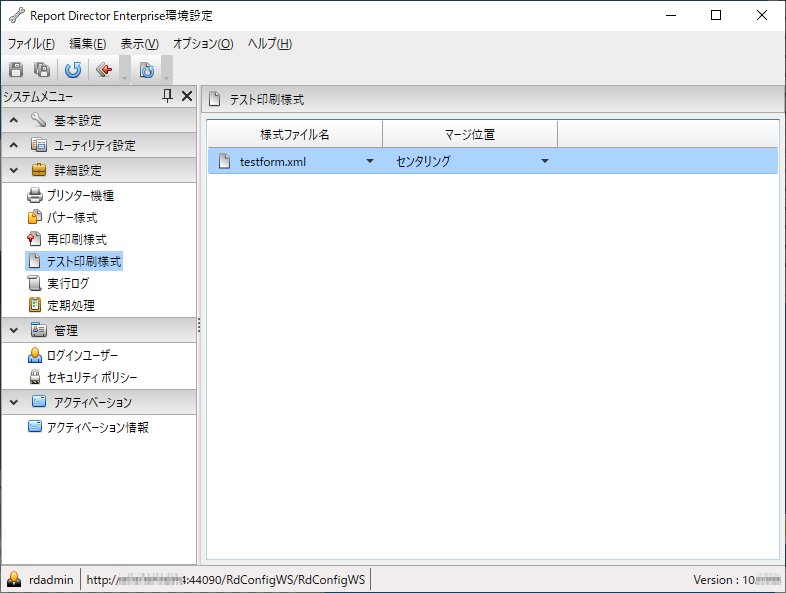 Report Director Enterprise環境設定
ファイル(F) 編集(E) 表示(V) オプション(O) ヘルプ(H)
システムメニュー
基本設定
ユーティリティ設定
詳細設定
プリンター機種
バナー様式
再印刷様式
テスト印刷様式
実行ログ
定期処理
管理
ログインユーザー
セキュリティ ポリシー
アクティベーション
アクティベーション情報
テスト印刷様式
様式ファイル名 マージ位置
testform.xml センタリング
rdadmin http:// 4:44090/RdConfigWS/RdConfigWS Version : 10.